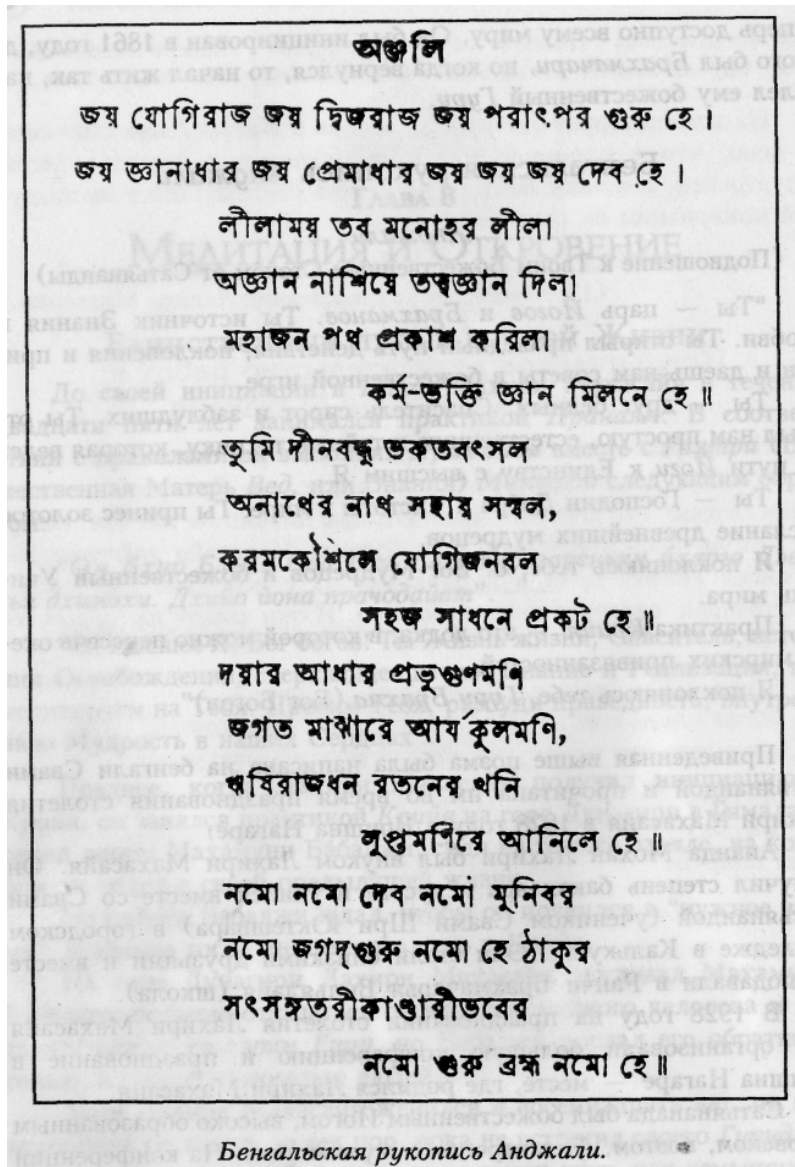 অঞ্জলি
জয় যোগিরাজ জয় দ্বিজরাজ জয় পরাৎপর গুরু হে।
জয় জ্ঞানাধার জয় প্রেমাধার জয় জয় জয় দেব হে।
লীলাময় তব মনোহর লীলা
অজ্ঞান নাশিয়ে তত্ত্বজ্ঞান দিলা
মহাজন পথ প্রকাশ করিলা
কর্ম-ভক্তি জ্ঞান মিলনে হে॥
তুমি দীনবন্ধু ভকতবৎসল
অনাথের নাথ সহায় সম্বল,
করমকৌশলে যোগিজনবল
সহজ সাধনে প্রকট হে॥
দয়ার আধার প্রভু গুণমণি
জগত মাঝারে আর্য কুলমণি,
ঋষিরাজধন রতনের খনি
লুপ্তমণিরে আনিলে হে॥
নমো নমো দেব নমো মুনিবর
নমো জগদ্গুরু নমো হে ঠাকুর
সৎসঙ্গতরীকাণ্ডারীভবের
নমো গুরু ব্রহ্ম নমো হে॥
Бенгальская рукопись Анджали.